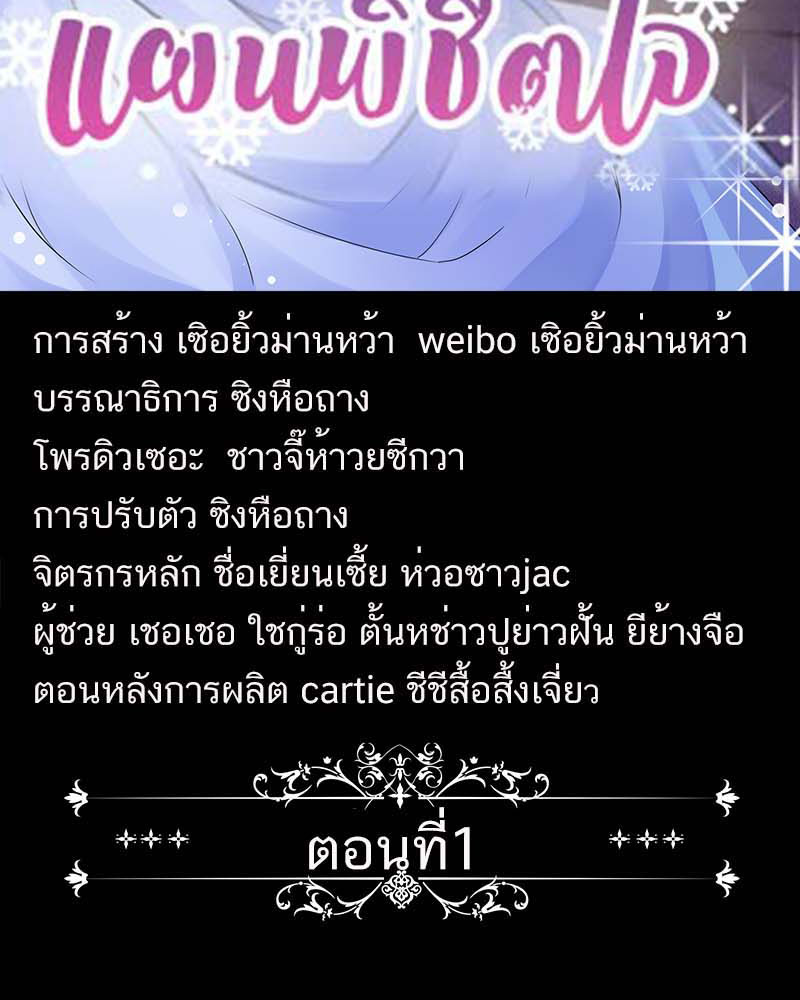 แผนพิชิตใจ
การสร้าง เซิอยิ้วม่านหว้า weibo เซิอยิ้วม่านหว้า
บรรณาธิการ ซิงหือถาง
โพรดิวเซอะ ชาวจี๊ห้าวยซีกวา
การปรับตัว ซิงหือถาง
จิตรกรหลัก ชื่อเยี่ยนเซี้ย ห่วอซาวjac
ผู้ช่วย เชอเชอ ใชกู่ร่อ ตั้นหช่าวปูย่าวฝั้น ยีย้างจือ
ตอนหลังการผลิต cartie ชีชีสื้อสิ้งเจี่ยว
ตอนที่1